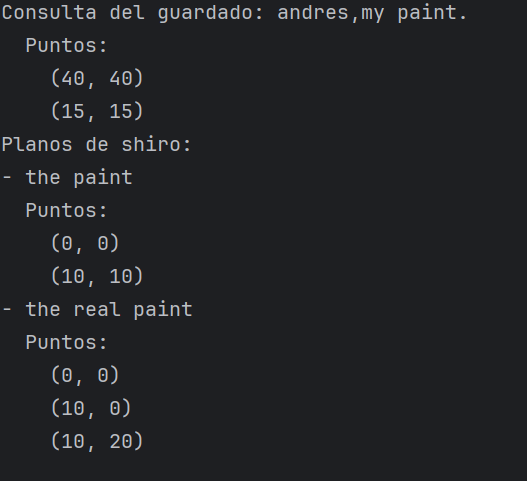 Consulta del guardado: andres,my paint.
  Puntos:
    (40, 40)
    (15, 15)
Planos de shiro:
- the paint
  Puntos:
    (0, 0)
    (10, 10)
- the real paint
  Puntos:
    (0, 0)
    (10, 0)
    (10, 20)